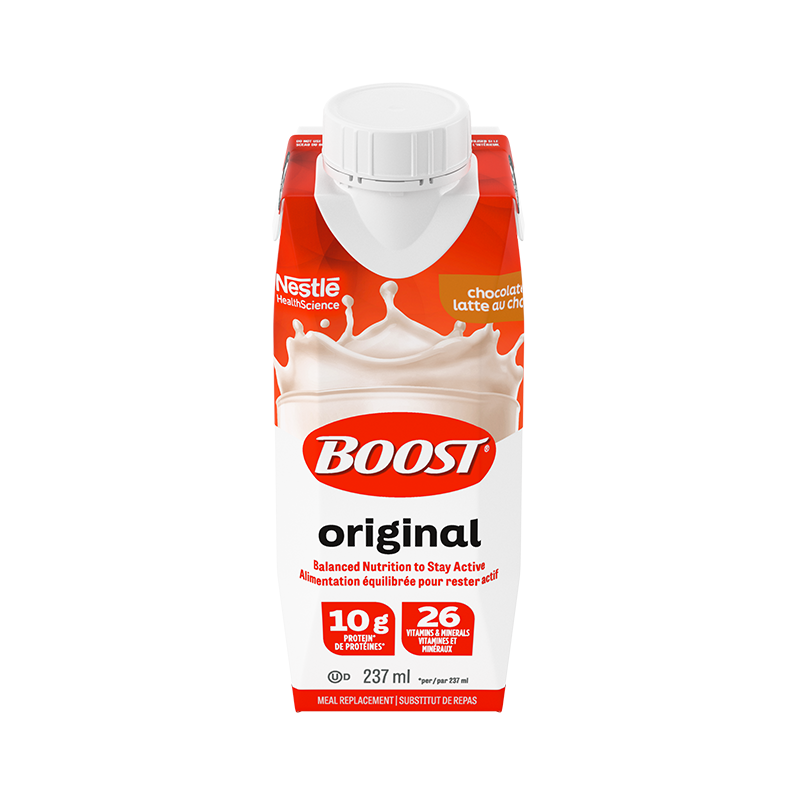 Nestlé
HealthScience
chocolate
latte au cho
BOOST®
original
Balanced Nutrition to Stay Active
Alimentation équilibrée pour rester actif
10 g
PROTEIN*
DE PROTÉINES*
26
VITAMINS & MINERALS
VITAMINES ET
MINÉRAUX
U D 237 ml *per/par 237 ml
MEAL REPLACEMENT | SUBSTITUT DE REPAS